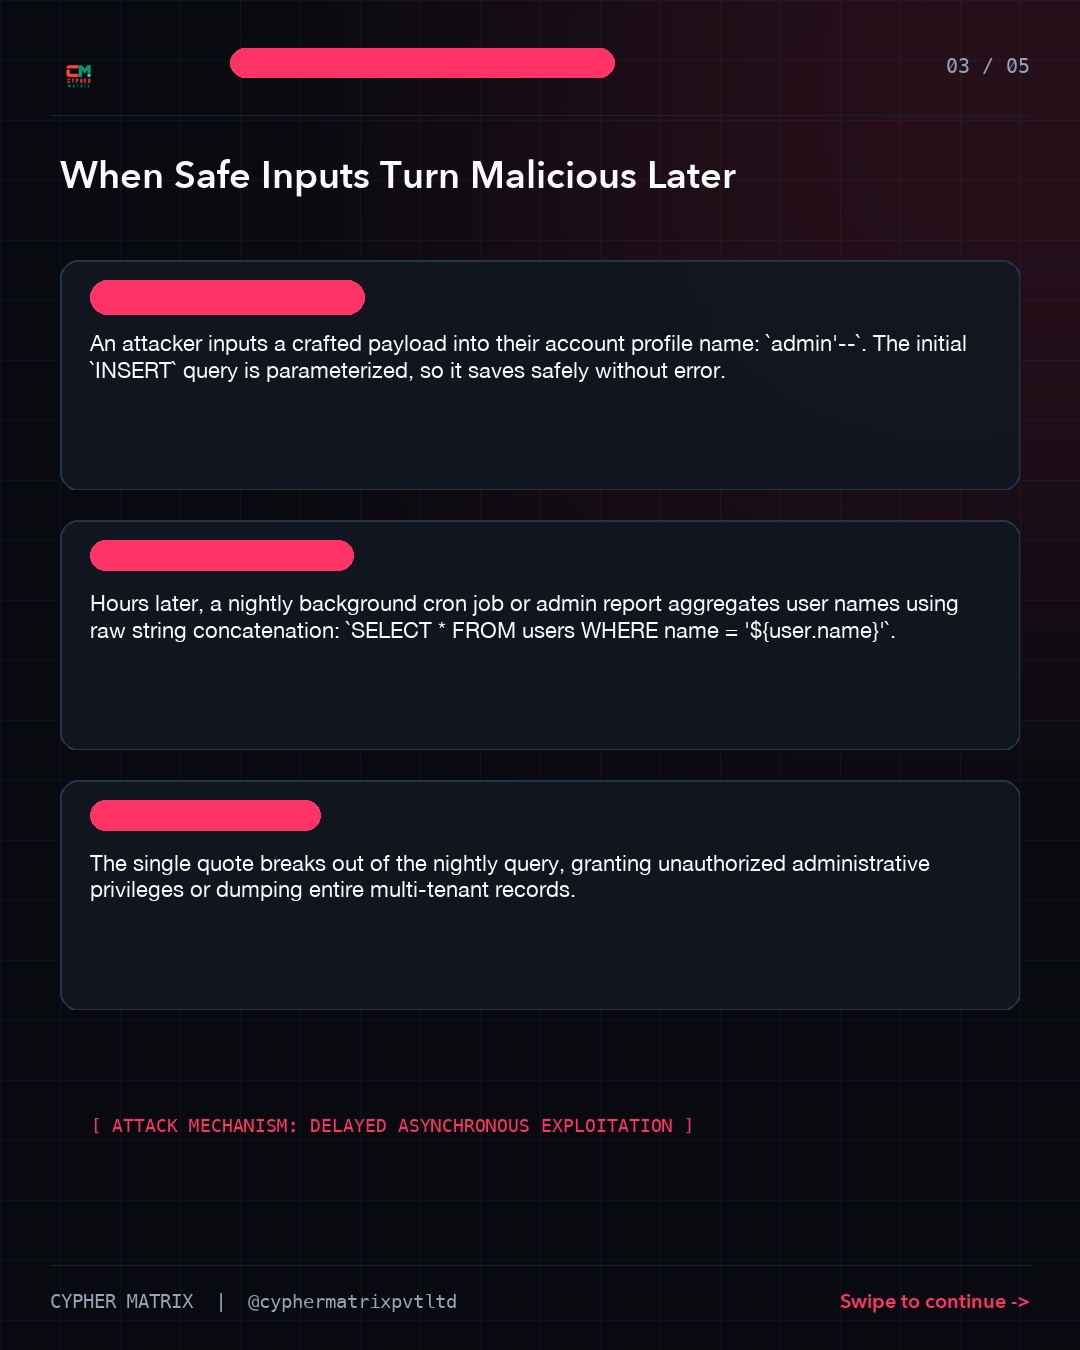 CM
CYPHER
MATRIX
03 / 05
When Safe Inputs Turn Malicious Later
An attacker inputs a crafted payload into their account profile name: `admin'--`. The initial
`INSERT` query is parameterized, so it saves safely without error.
Hours later, a nightly background cron job or admin report aggregates user names using
raw string concatenation: `SELECT * FROM users WHERE name = '${user.name}'`.
The single quote breaks out of the nightly query, granting unauthorized administrative
privileges or dumping entire multi-tenant records.
[ ATTACK MECHANISM: DELAYED ASYNCHRONOUS EXPLOITATION ]
CYPHER MATRIX | @cyphermatrixpvtltd
Swipe to continue ->